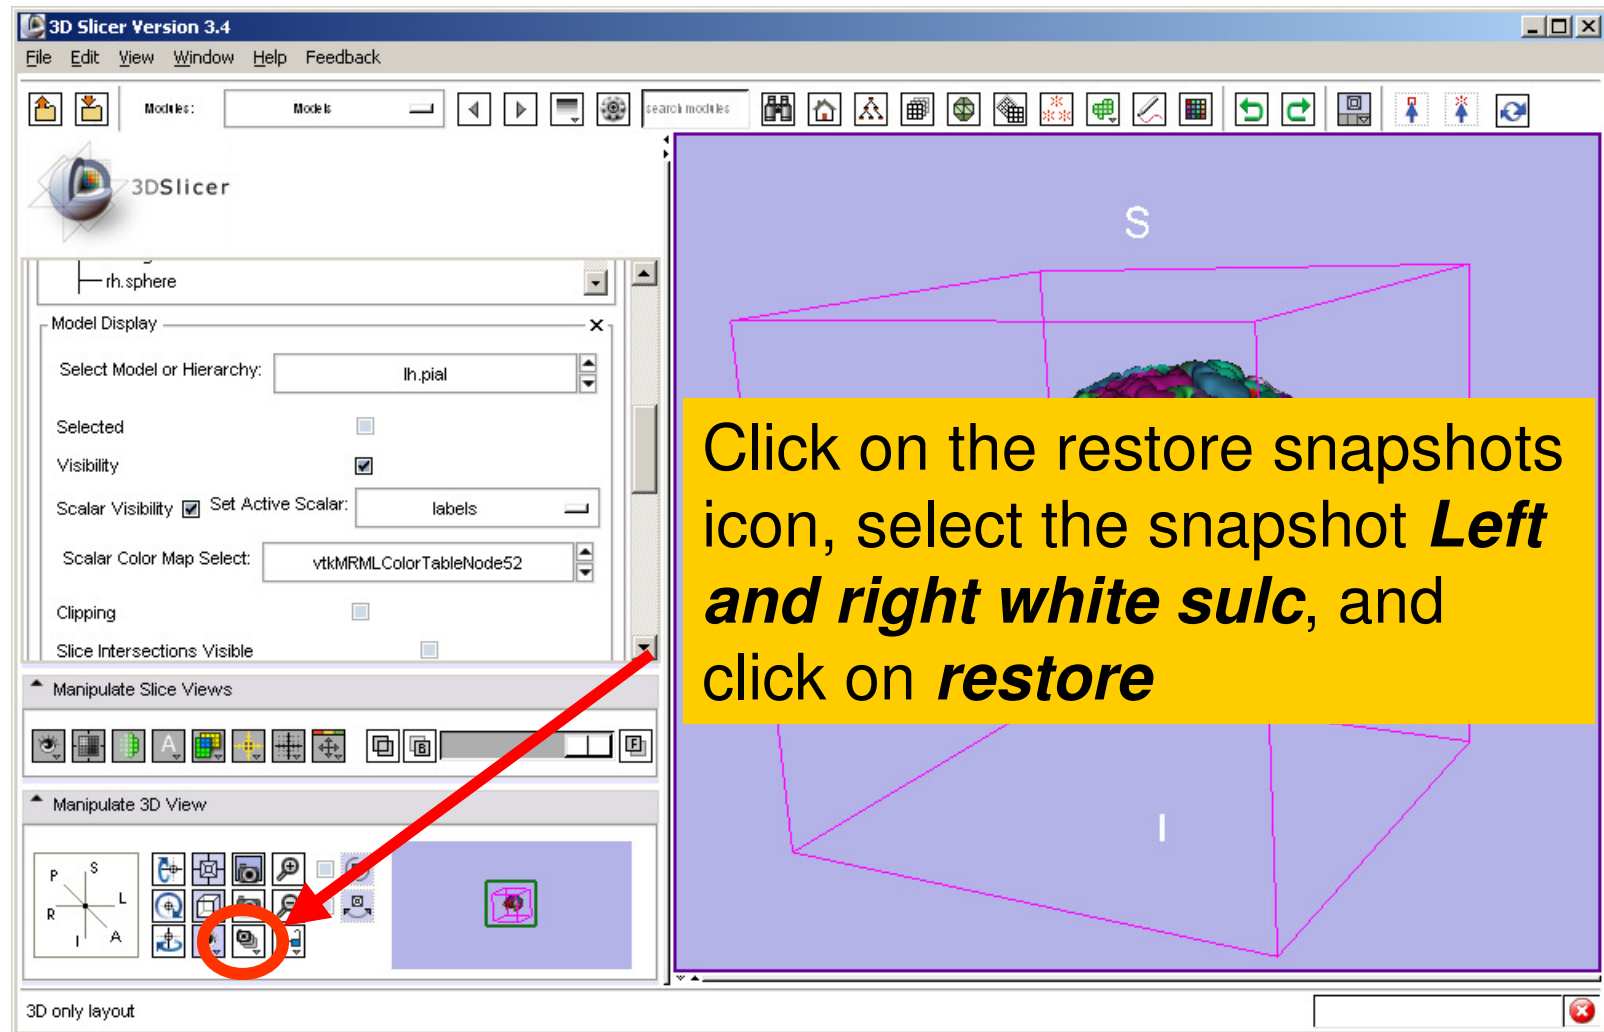 3D Slicer Version 3.4
File Edit View Window Help Feedback
Modules: Models search modules
3DSlicer
rh.sphere
Model Display
Select Model or Hierarchy: lh.pial
Selected
Visibility
Scalar Visibility Set Active Scalar: labels
Scalar Color Map Select: vtkMRMLColorTableNode52
Clipping
Slice Intersections Visible
Manipulate Slice Views
A B F
Manipulate 3D View
P S
R L
I A
3D only layout
S
Click on the restore snapshots
icon, select the snapshot Left
and right white sulc, and
click on restore
I